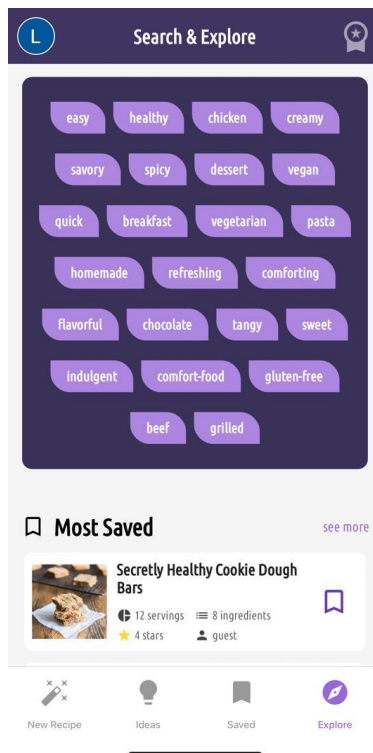 L
Search & Explore
easy healthy chicken creamy
savory spicy dessert vegan
quick breakfast vegetarian pasta
homemade refreshing comforting
flavorful chocolate tangy sweet
indulgent comfort-food gluten-free
beef grilled
Most Saved see more
Secretly Healthy Cookie Dough
Bars
12 servings 8 ingredients
4 stars guest
New Recipe Ideas Saved Explore